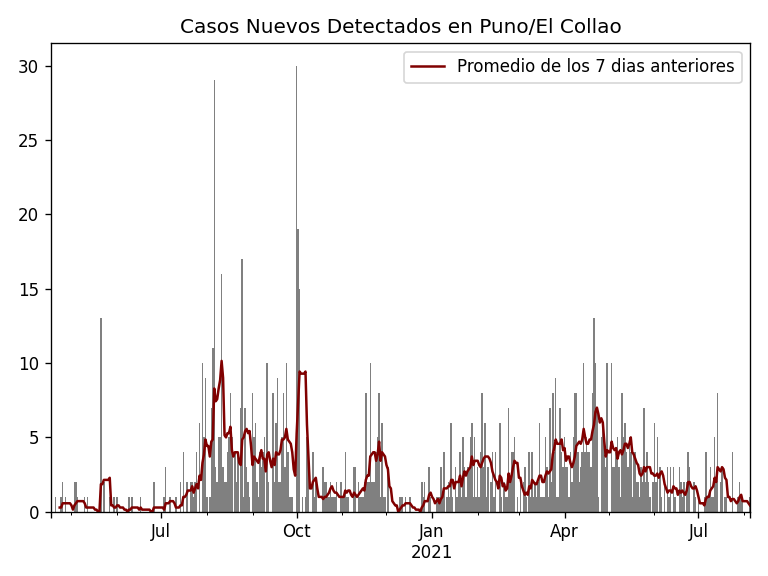 Casos Nuevos Detectados en Puno/El Collao
Promedio de los 7 dias anteriores
30
25
20
15
10
5
0
Jul
Oct
Jan
Apr
Jul
2021